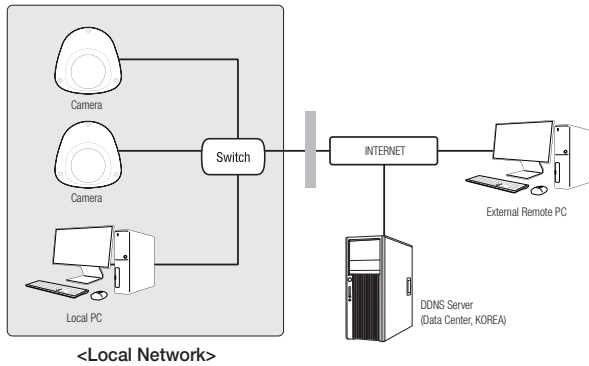 Camera
Camera
Switch
INTERNET
External Remote PC
Local PC
DDNS Server
(Data Center, KOREA)
<Local Network>